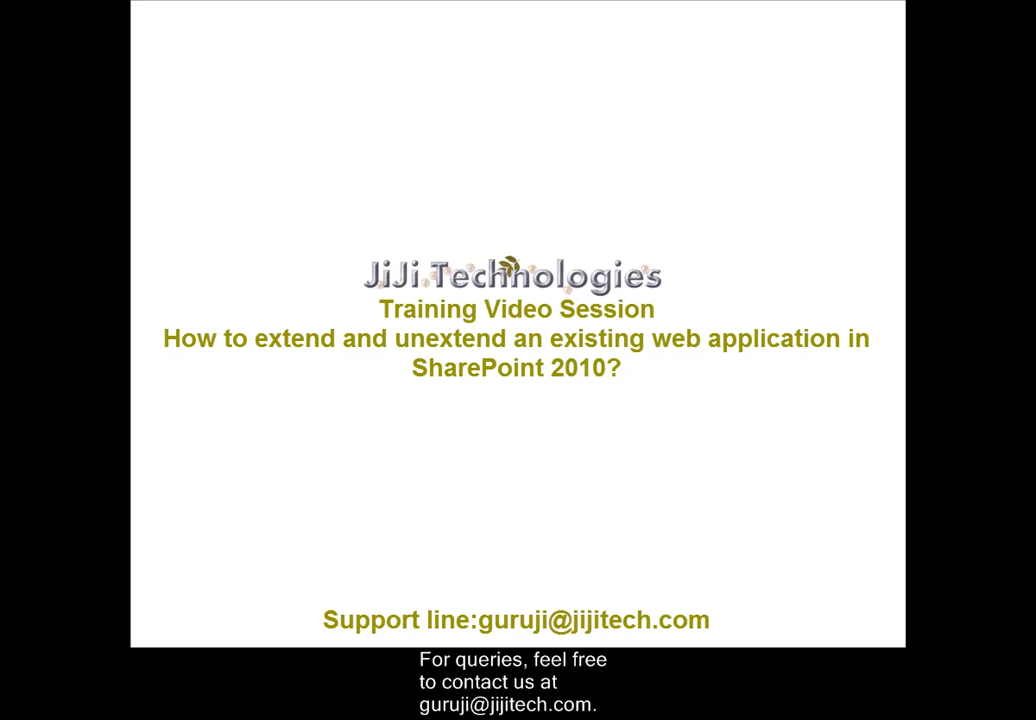 JiJi Technologies
Training Video Session
How to extend and unextend an existing web application in
SharePoint 2010?
Support line:guruji@jijitech.com
For queries, feel free
to contact us at
guruji@jijitech.com.